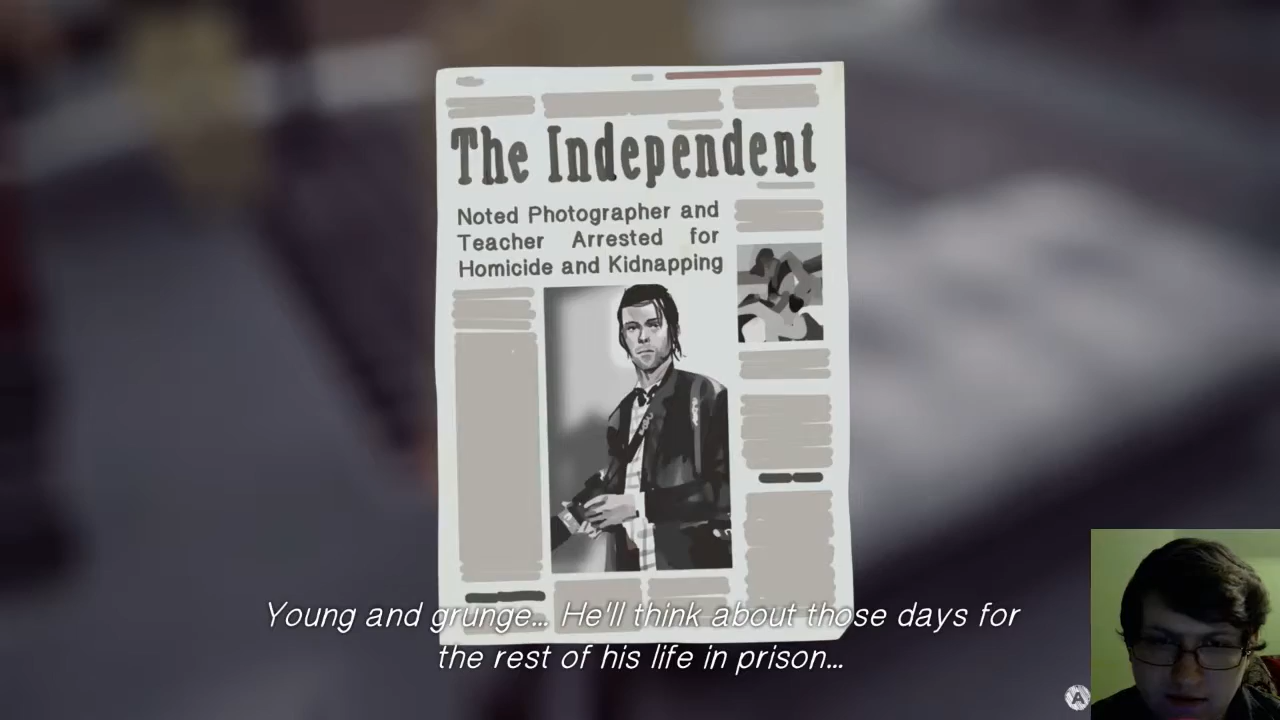 The Independent
Noted Photographer and
Teacher Arrested for
Homicide and Kidnapping
Young and grunge... He'll think about those days for
the rest of his life in prison...
A